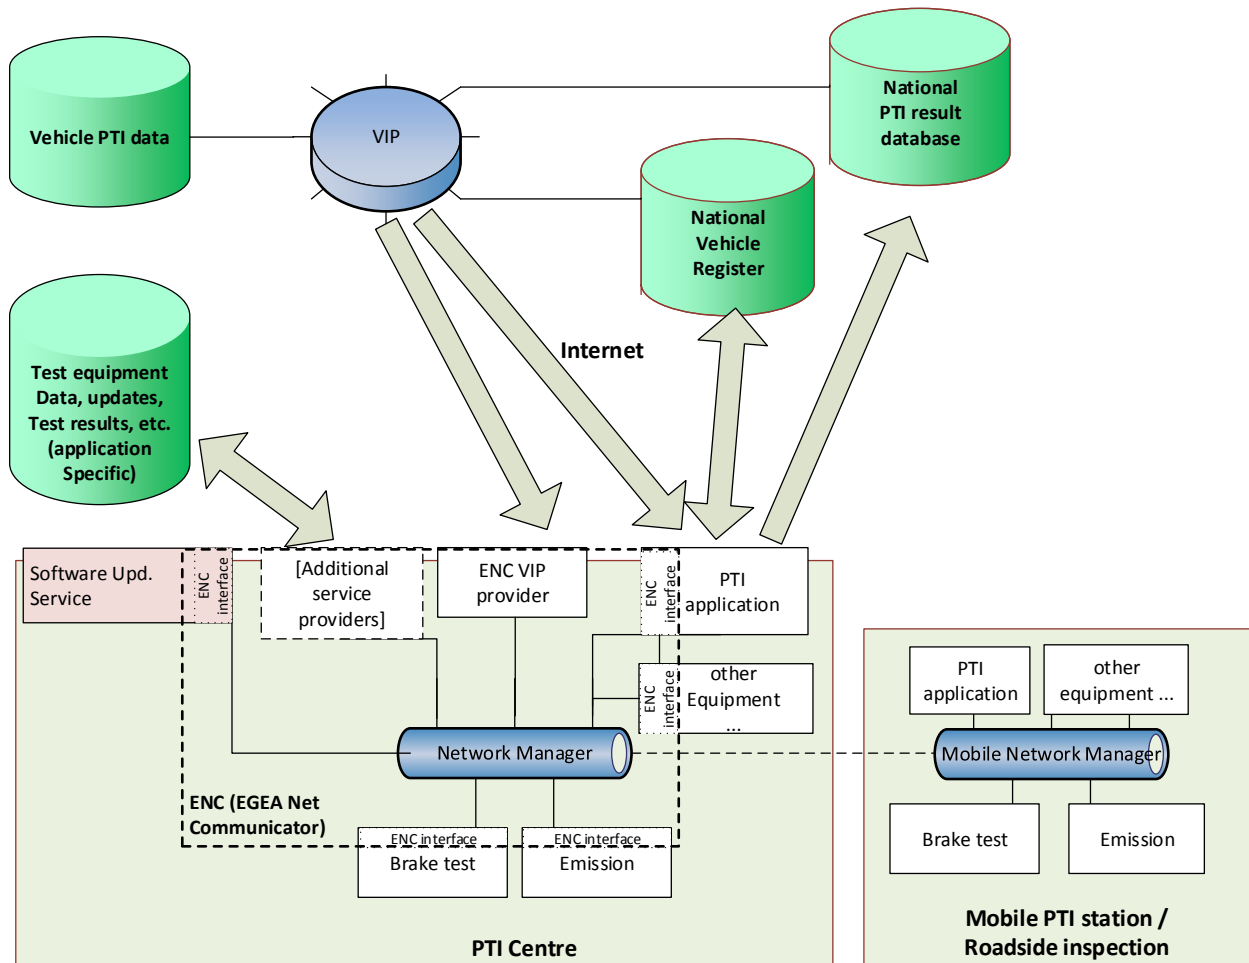 Vehicle PTI data
VIP
National
PTI result
database
National
Vehicle
Register
Internet
Test equipment
Data, updates,
Test results, etc.
(application
Specific)
Software Upd.
Service
ENC
interface
[Additional
service
providers]
ENC VIP
provider
ENC
interface
PTI
application
ENC
interface
other
Equipment
...
Network Manager
ENC (EGEA Net
Communicator)
ENC interface
Brake test
ENC interface
Emission
PTI Centre
PTI
application
other
equipment ...
Mobile Network Manager
Brake test
Emission
Mobile PTI station /
Roadside inspection